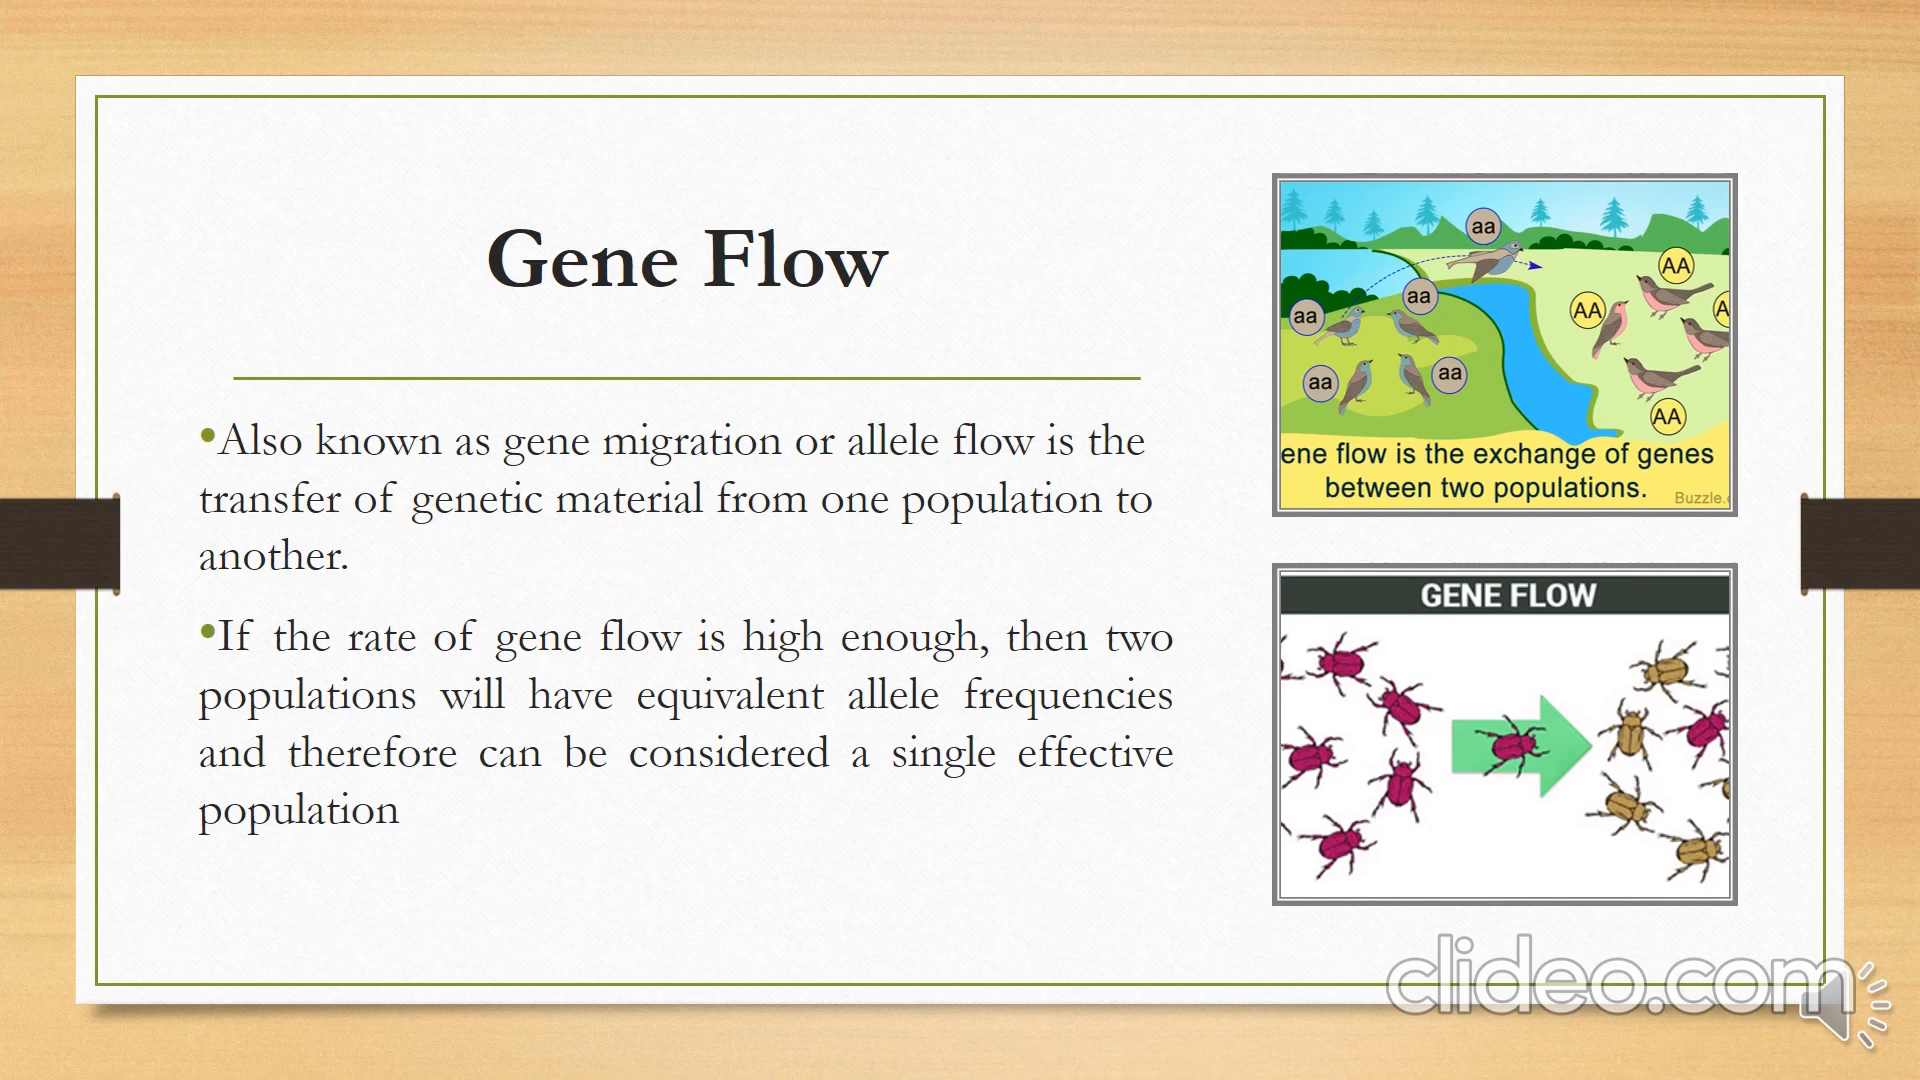 Gene Flow
•Also known as gene migration or allele flow is the
transfer of genetic material from one population to
another.
•If the rate of gene flow is high enough, then two
populations will have equivalent allele frequencies
and therefore can be considered a single effective
population
aa
AA
aa
AA
A
aa
aa
aa
AA
ene flow is the exchange of genes
between two populations.
Buzzle.
GENE FLOW
clideo.com